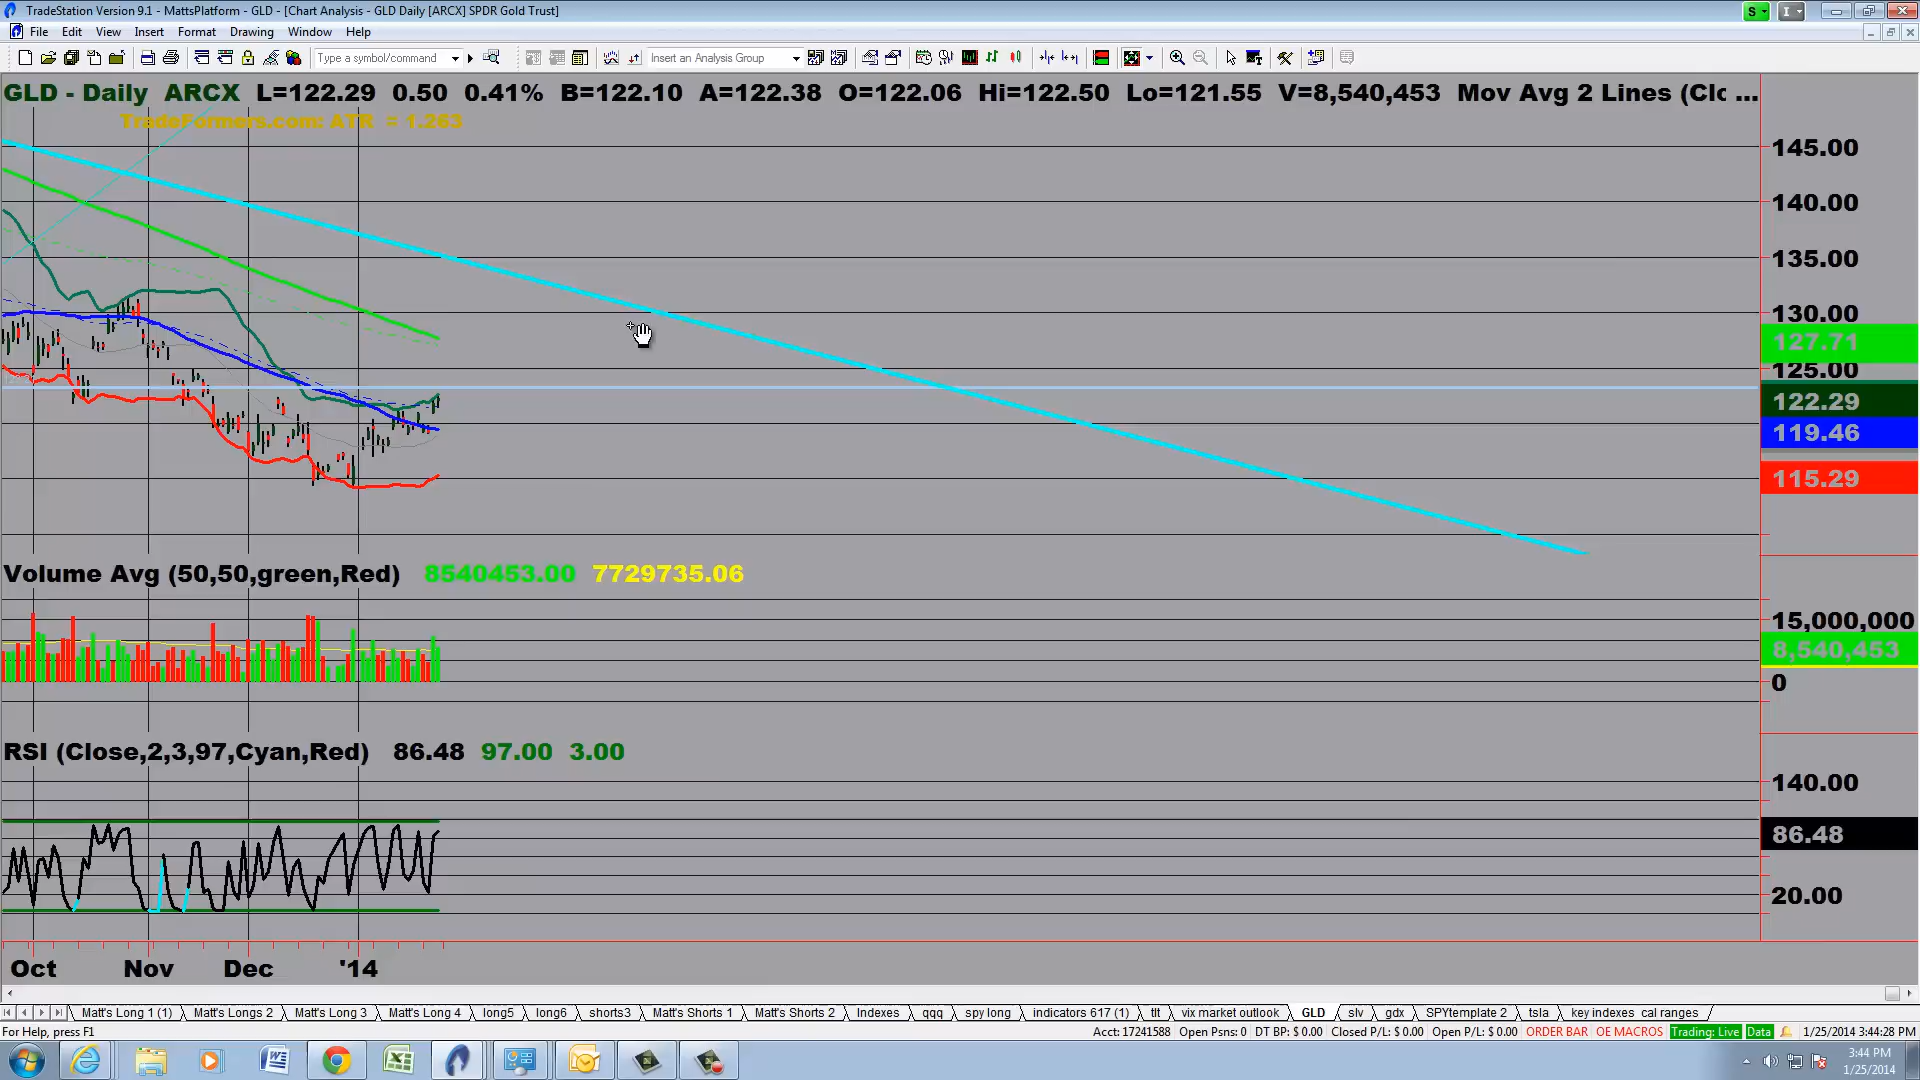 TradeStation Version 9.1 - MattsPlatform - GLD - [Chart Analysis - GLD Daily [ARCX] SPDR Gold Trust]
S I
File Edit View Insert Format Drawing Window Help
Type a symbol/command Insert an Analysis Group
GLD - Daily ARCX L=122.29 0.50 0.41% B=122.10 A=122.38 O=122.06 Hi=122.50 Lo=121.55 V=8,540,453 Mov Avg 2 Lines (Clc ...
TradeFormers.com: ATR = 1.263
145.00
140.00
135.00
130.00
127.71
125.00
122.29
119.46
115.29
Volume Avg (50,50,green,Red) 8540453.00 7729735.06
15,000,000
8,540,453
0
RSI (Close,2,3,97,Cyan,Red) 86.48 97.00 3.00
140.00
86.48
20.00
Oct Nov Dec '14
Matt's Long 1 (1) Matt's Longs 2 Matt's Long 3 Matt's Long 4 long5 long6 shorts3 Matt's Shorts 1 Matt's Shorts 2 Indexes qqq spy long indicators 617 (1) tlt vix market outlook GLD slv gdx SPYtemplate 2 tsla key indexes cal ranges
For Help, press F1 Acct: 17241588 Open Psns: 0 DT BP: $ 0.00 Closed P/L: $ 0.00 Open P/L: $ 0.00 ORDER BAR OE MACROS Trading: Live Data 1/25/2014 3:44:28 PM
3:44 PM
1/25/2014